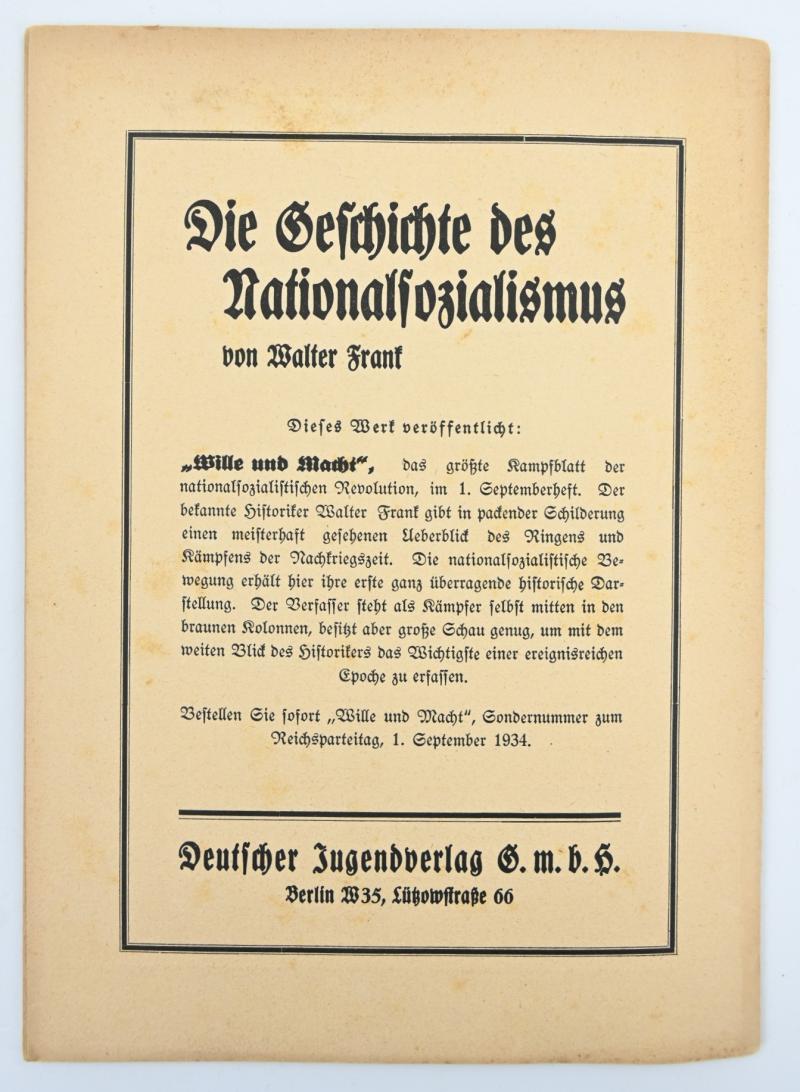 Die Geschichte des
Nationalsozialismus
von Walter Frank
Dieses Werk veröffentlicht:
„Wille und Macht“, das größte Kampfblatt der
nationalsozialistischen Revolution, im 1. Septemberheft. Der
bekannte Historiker Walter Frank gibt in packender Schilderung
einen meisterhaft gesehenen Ueberblick des Ringens und
Kämpfens der Nachkriegszeit. Die nationalsozialistische Be-
wegung erhält hier ihre erste ganz überragende historische Dar-
stellung. Der Verfasser steht als Kämpfer selbst mitten in den
braunen Kolonnen, besitzt aber große Schau genug, um mit dem
weiten Blick des Historikers das Wichtigste einer ereignisreichen
Epoche zu erfassen.
Bestellen Sie sofort „Wille und Macht“, Sondernummer zum
Reichsparteitag, 1. September 1934.
Deutscher Jugendverlag G. m. b. H.
Berlin W35, Lützowstraße 66